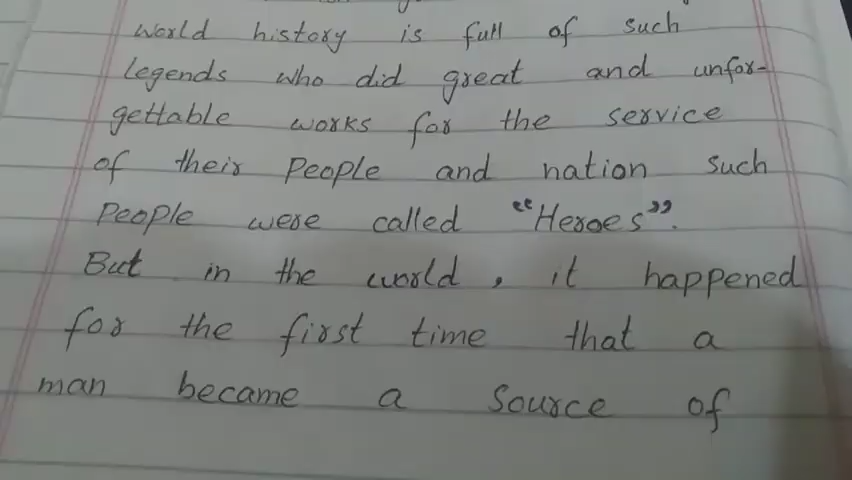 world history is full of such
legends who did great and unfor-
gettable works for the service
of their People and nation such
People were called "Heroes".
But in the world, it happened
for the first time that a
man became a source of